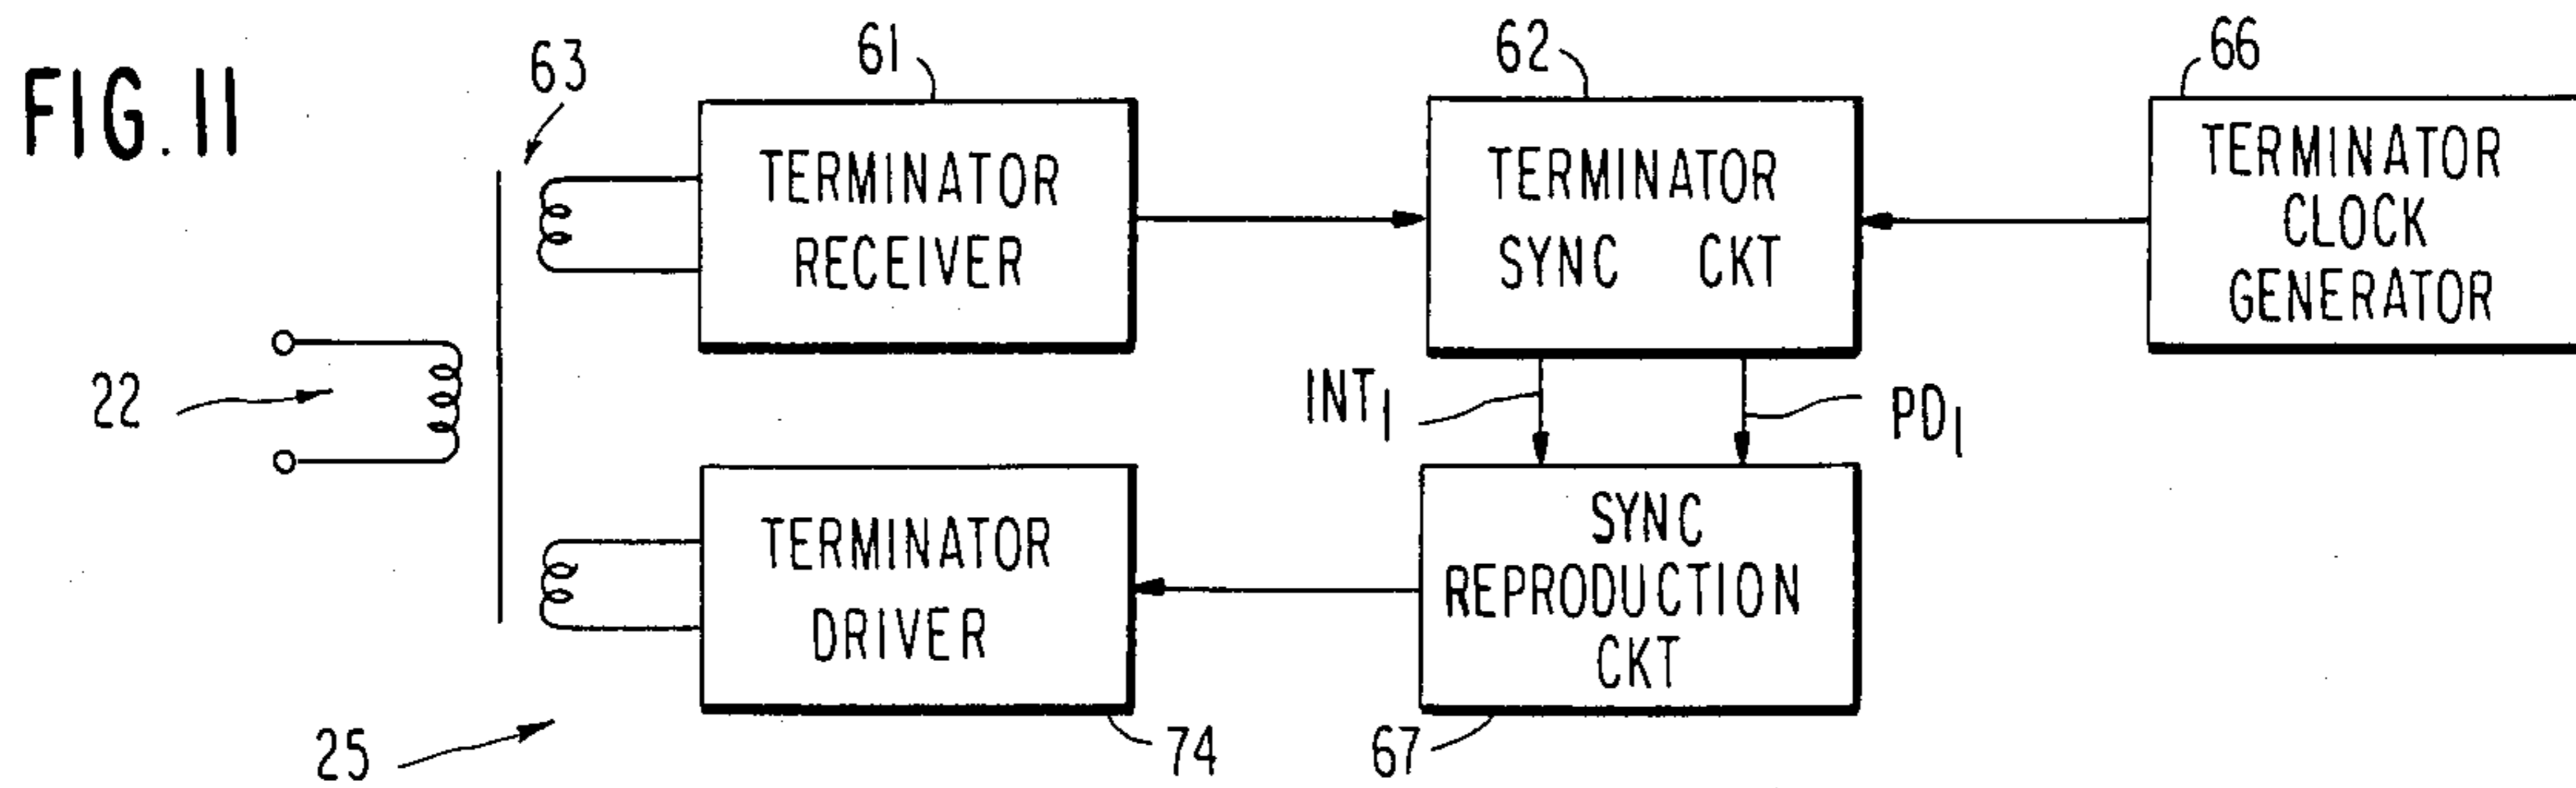 FIG. 11
63
61
62
66
TERMINATOR
RECEIVER
TERMINATOR
SYNC CKT
TERMINATOR
CLOCK
GENERATOR
22
INT1
PD1
TERMINATOR
DRIVER
SYNC
REPRODUCTION
CKT
25
74
67